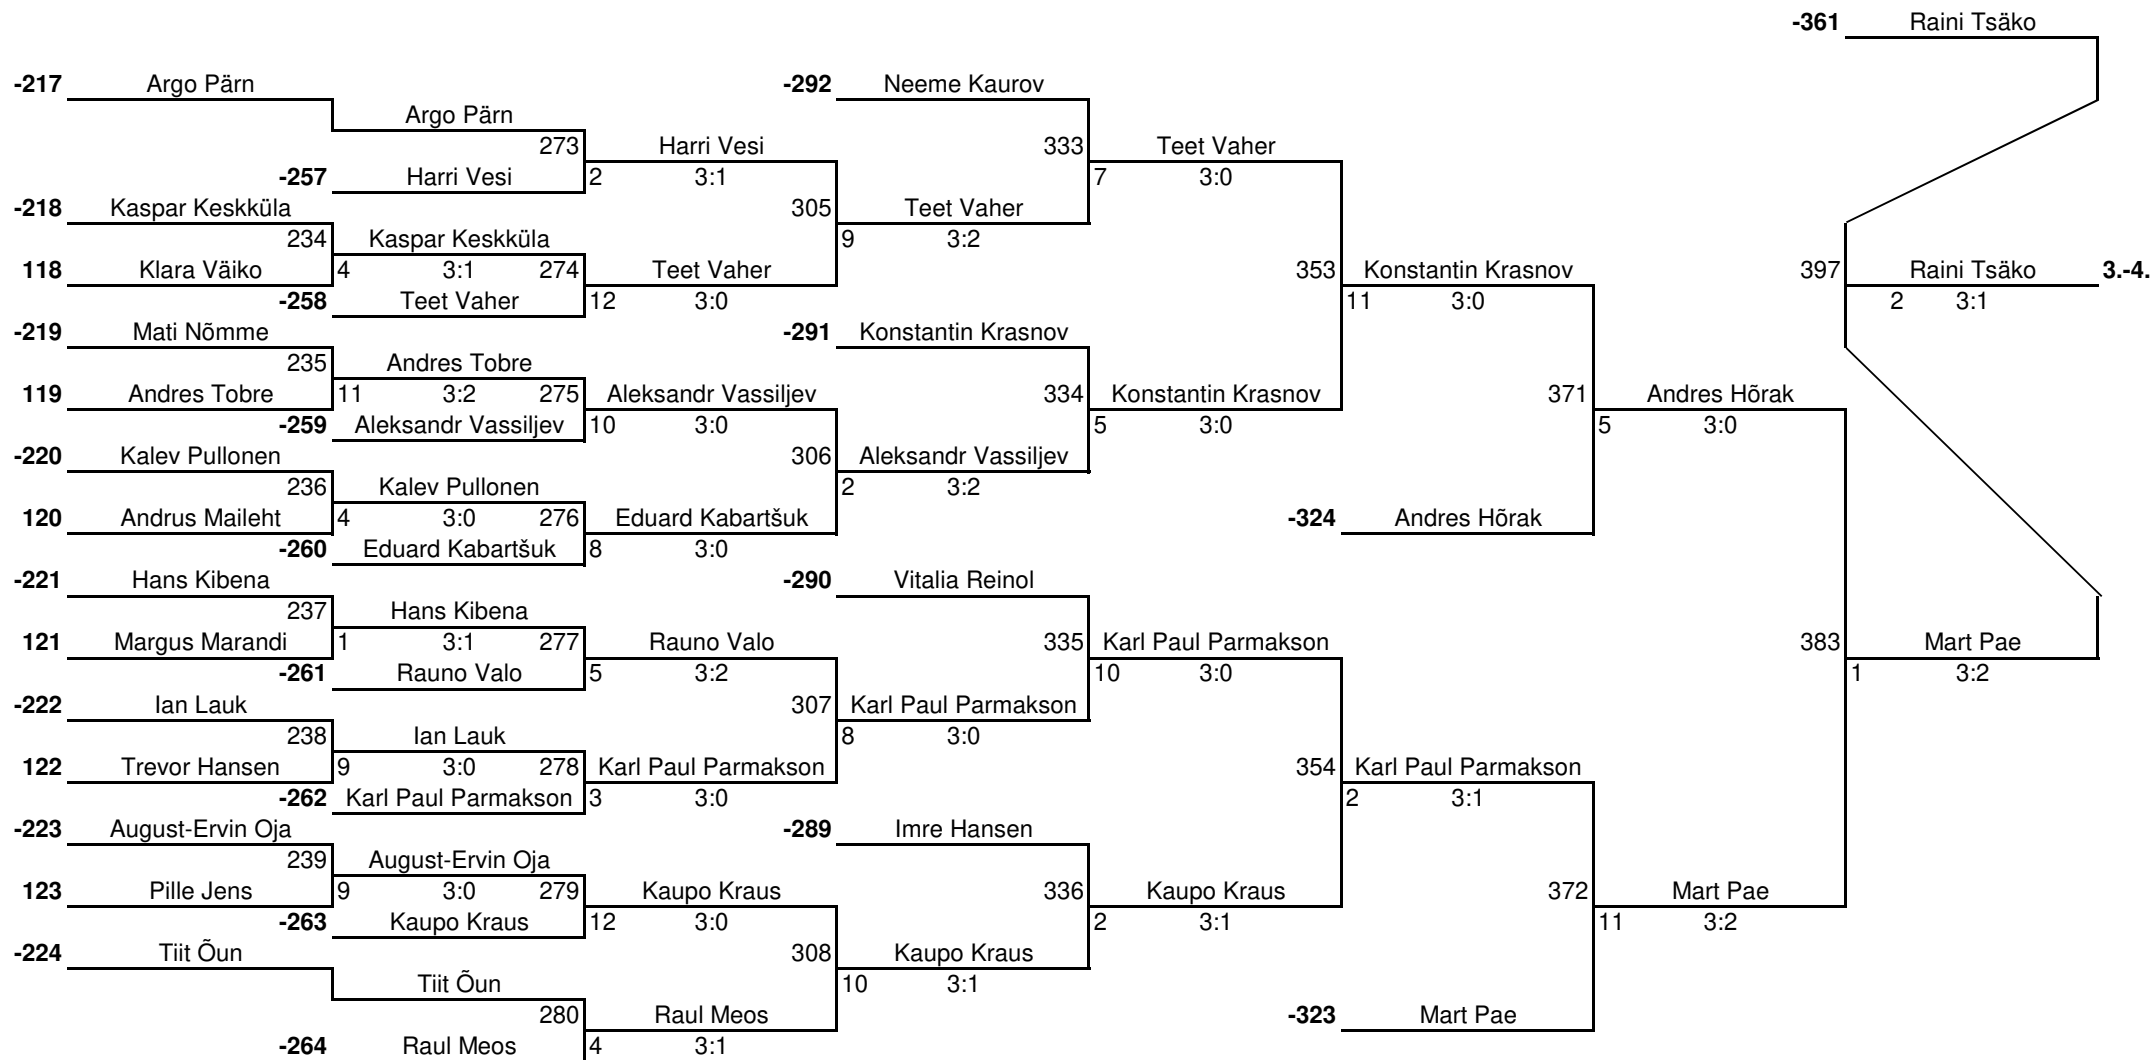 -361 Raini Tsäko
-217 Argo Pärn -292 Neeme Kaurov
Argo Pärn
273 Harri Vesi 333 Teet Vaher
-257 Harri Vesi 2 3:1 7 3:0
-218 Kaspar Keskküla 305 Teet Vaher
234 Kaspar Keskküla 9 3:2
118 Klara Väiko 4 3:1 274 Teet Vaher 353 Konstantin Krasnov 397 Raini Tsäko 3.-4.
-258 Teet Vaher 12 3:0 11 3:0 2 3:1
-219 Mati Nõmme -291 Konstantin Krasnov
235 Andres Tobre
119 Andres Tobre 11 3:2 275 Aleksandr Vassiljev 334 Konstantin Krasnov 371 Andres Hõrak
-259 Aleksandr Vassiljev 10 3:0 5 3:0 5 3:0
-220 Kalev Pullonen 306 Aleksandr Vassiljev
236 Kalev Pullonen 2 3:2
120 Andrus Maileht 4 3:0 276 Eduard Kabartšuk -324 Andres Hõrak
-260 Eduard Kabartšuk 8 3:0
-221 Hans Kibena -290 Vitalia Reinol
237 Hans Kibena
121 Margus Marandi 1 3:1 277 Rauno Valo 335 Karl Paul Parmakson 383 Mart Pae
-261 Rauno Valo 5 3:2 10 3:0 1 3:2
-222 Ian Lauk 307 Karl Paul Parmakson
238 Ian Lauk 8 3:0
122 Trevor Hansen 9 3:0 278 Karl Paul Parmakson 354 Karl Paul Parmakson
-262 Karl Paul Parmakson 3 3:0 2 3:1
-223 August-Ervin Oja -289 Imre Hansen
239 August-Ervin Oja
123 Pille Jens 9 3:0 279 Kaupo Kraus 336 Kaupo Kraus 372 Mart Pae
-263 Kaupo Kraus 12 3:0 2 3:1 11 3:2
-224 Tiit Õun 308 Kaupo Kraus
Tiit Õun 10 3:1
280 Raul Meos -323 Mart Pae
-264 Raul Meos 4 3:1